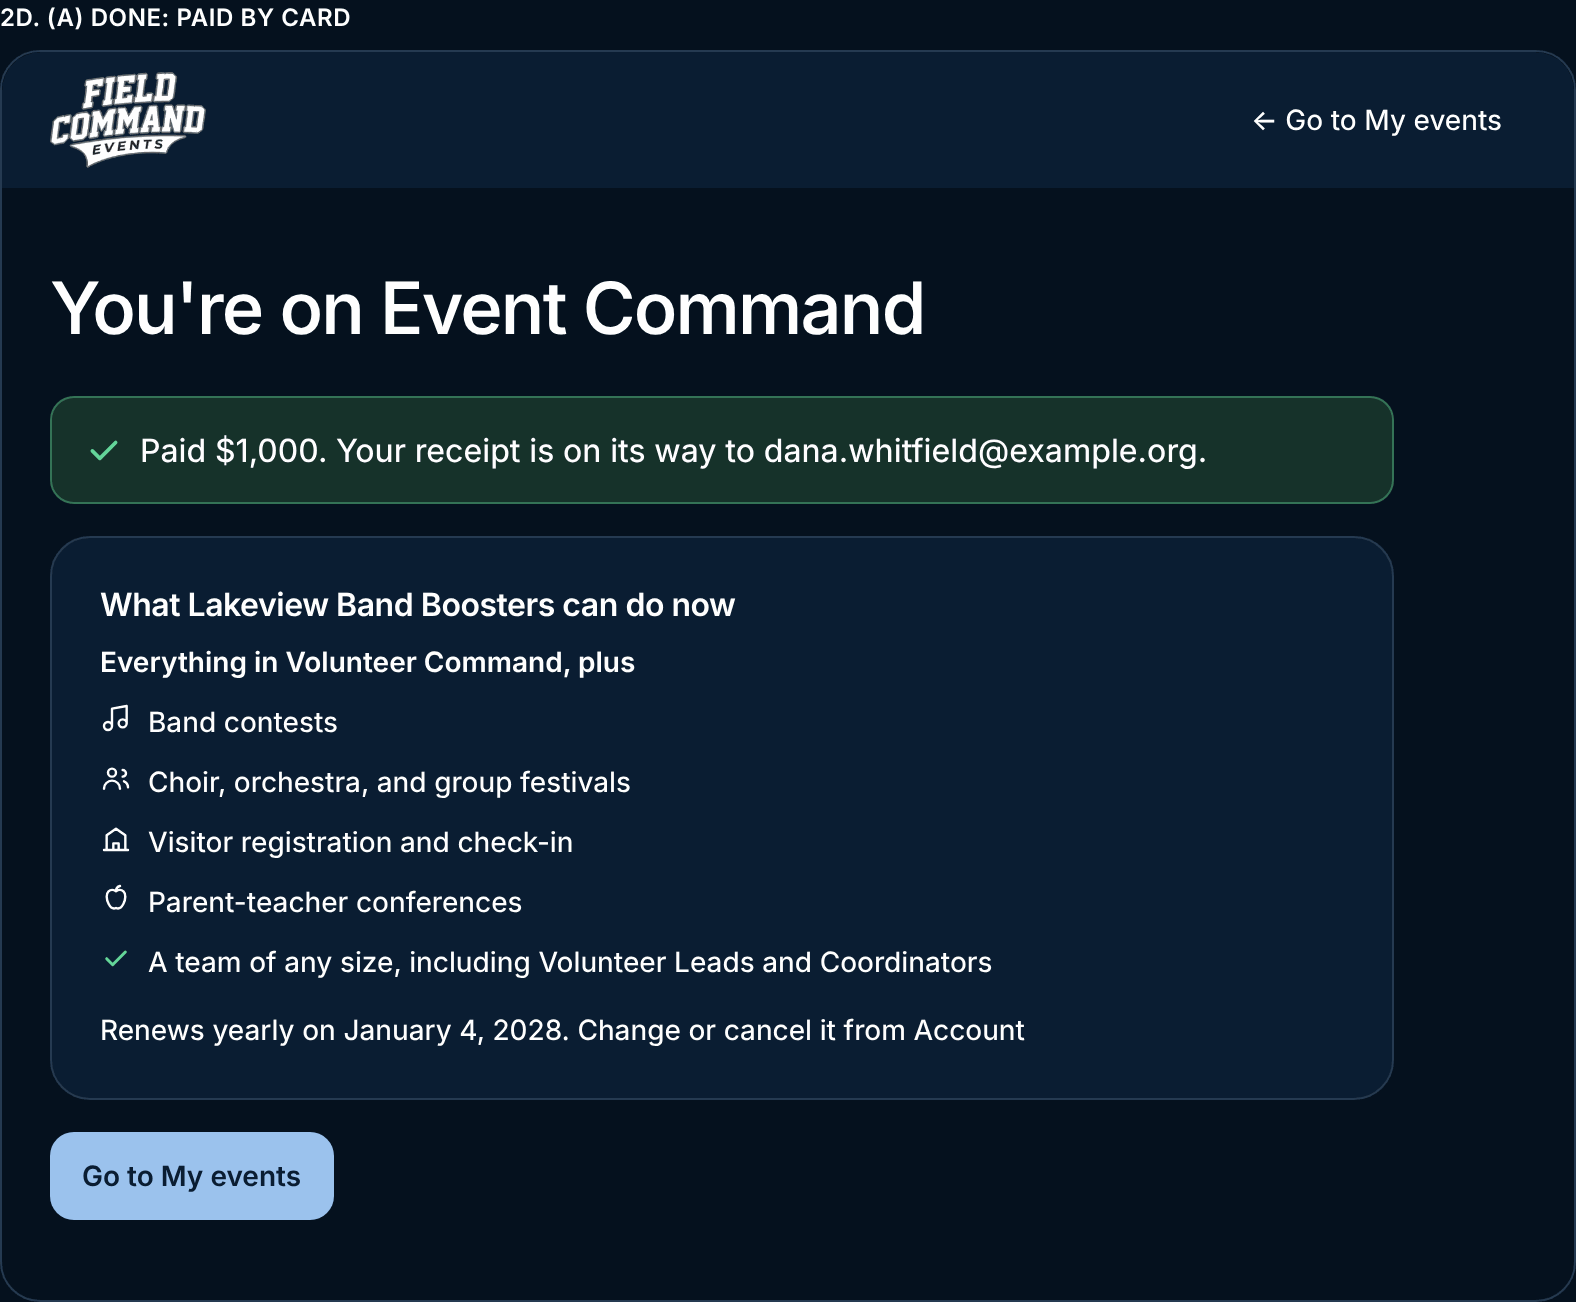 2D. (A) DONE: PAID BY CARD
FIELD
COMMAND
EVENTS
← Go to My events
You're on Event Command
Paid $1,000. Your receipt is on its way to dana.whitfield@example.org.
What Lakeview Band Boosters can do now
Everything in Volunteer Command, plus
Band contests
Choir, orchestra, and group festivals
Visitor registration and check-in
Parent-teacher conferences
A team of any size, including Volunteer Leads and Coordinators
Renews yearly on January 4, 2028. Change or cancel it from Account
Go to My events